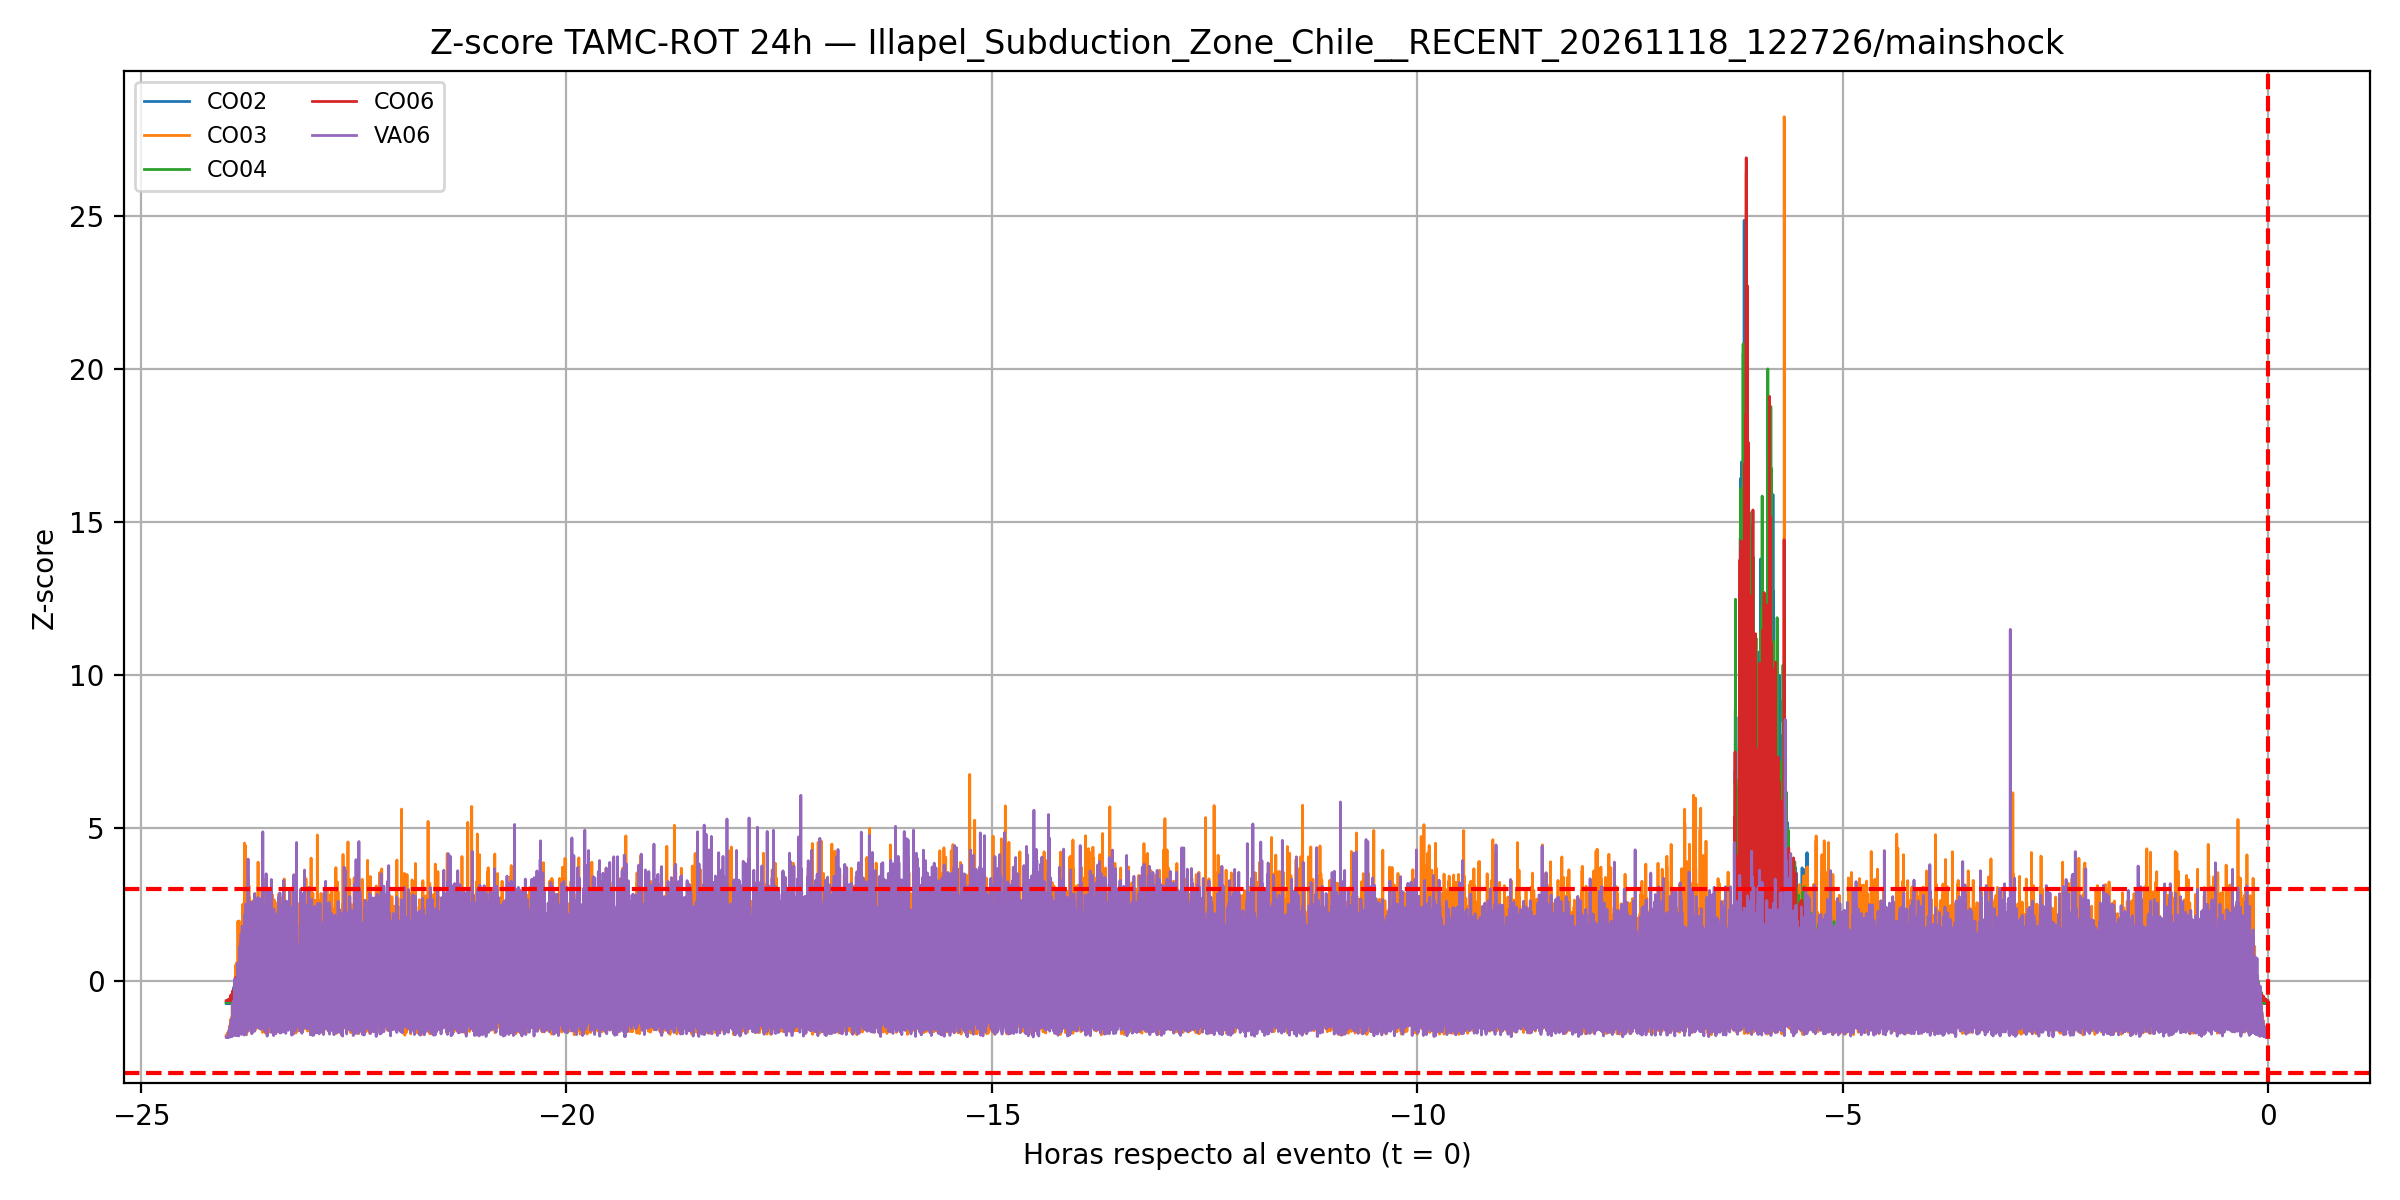 Z-score TAMC-ROT 24h — Illapel_Subduction_Zone_Chile__RECENT_20261118_122726/mainshock
CO02
CO03
CO04
CO06
VA06
Z-score
25
20
15
10
5
0
−25
−20
−15
−10
−5
0
Horas respecto al evento (t = 0)